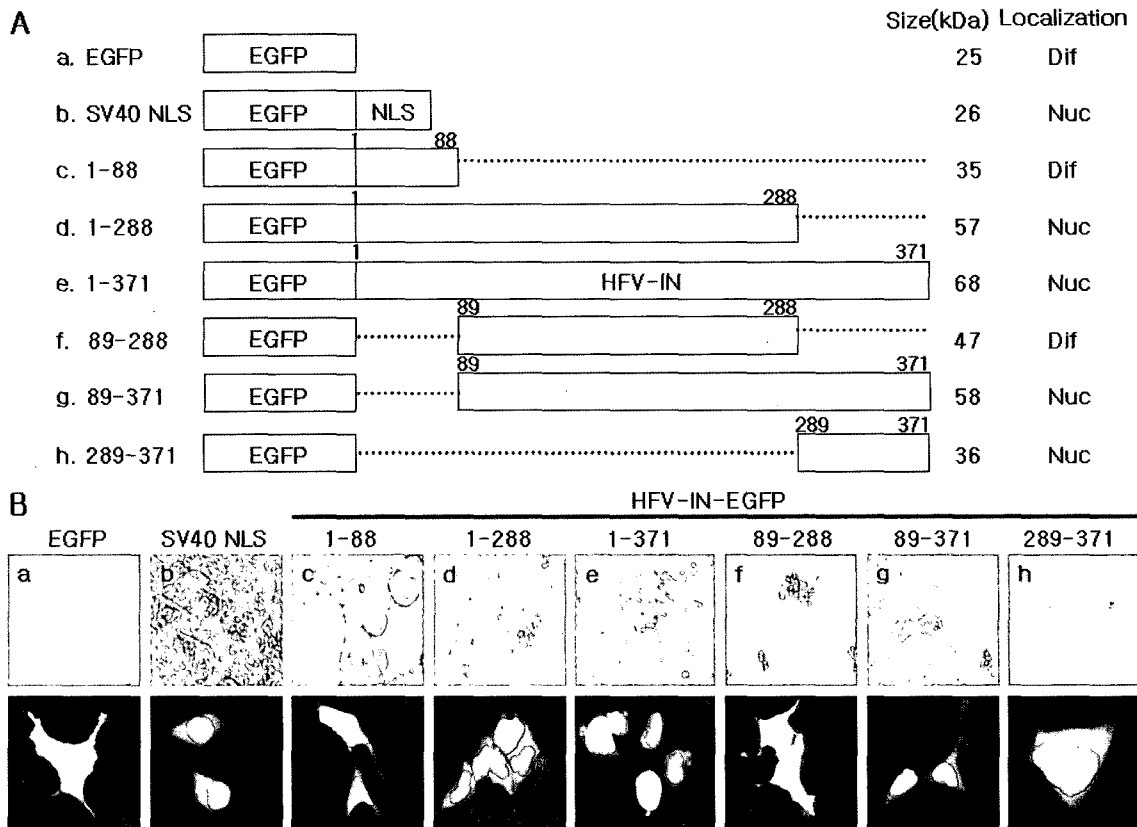 A
Size(kDa) Localization
a. EGFP EGFP 25 Dif
b. SV40 NLS EGFP NLS 26 Nuc
1 88
c. 1-88 EGFP 35 Dif
1 288
d. 1-288 EGFP 57 Nuc
1 371
e. 1-371 EGFP HFV-IN 68 Nuc
89 288
f. 89-288 EGFP 47 Dif
89 371
g. 89-371 EGFP 58 Nuc
289 371
h. 289-371 EGFP 36 Nuc
B
HFV-IN-EGFP
EGFP SV40 NLS 1-88 1-288 1-371 89-288 89-371 289-371
a b c d e f g h